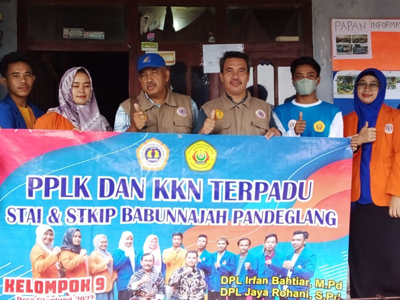 PAPAN INFORMASI
PPLK DAN KKN TERPADU
STAI & STKIP BABUNNAJAH PANDEGLANG
KELOMPOK 9
2022
DPL Irfan Bahtiar, M.Pd
DPL Jaya Rohani, S.Pd.